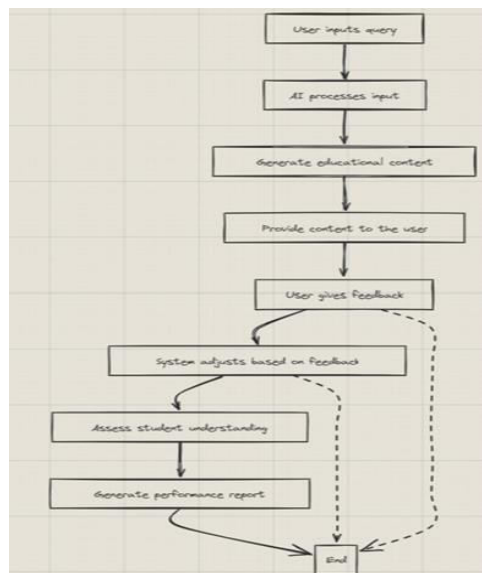 User inputs query
AI processes input
Generate educational content
Provide content to the user
User gives feedback
System adjusts based on feedback
Assess student understanding
Generate performance report
End